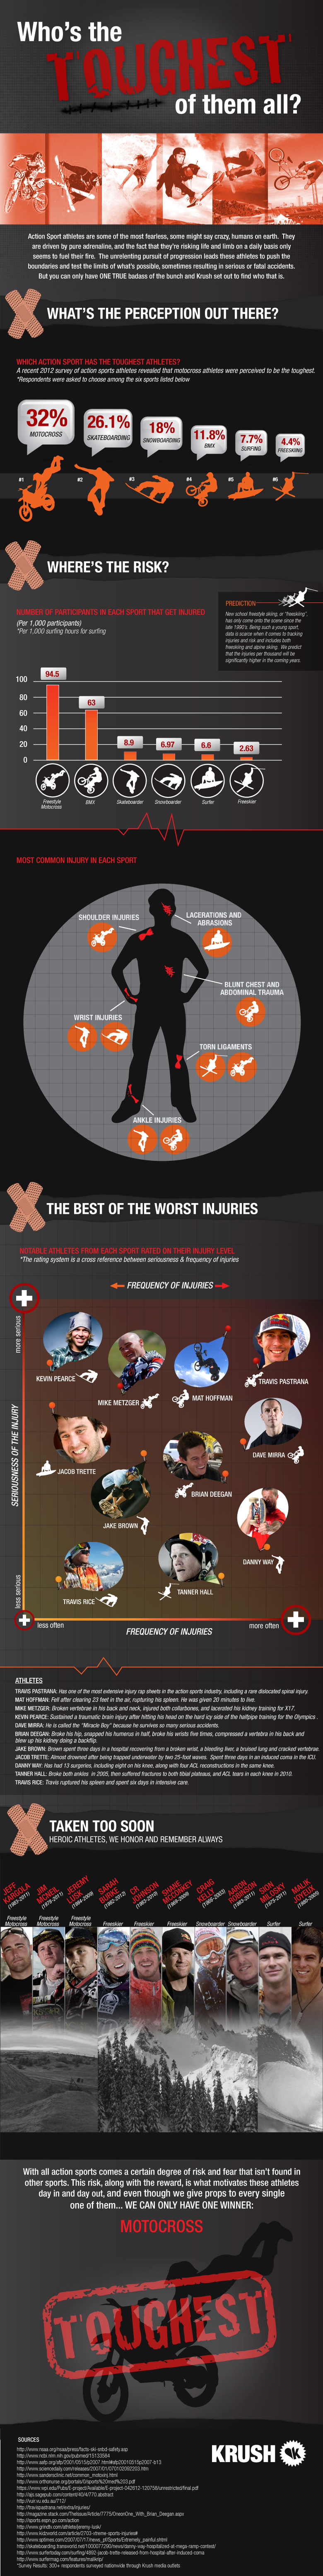 Who's the
TOUGHEST
of them all?
Action Sport athletes are some of the most fearless, some might say crazy, humans on earth. They
are driven by pure adrenaline, and the fact that they're risking life and limb on a daily basis only
seems to fuel their fire. The unrelenting pursuit of progression leads these athletes to push the
boundaries and test the limits of what's possible, sometimes resulting in serious or fatal accidents.
But you can only have ONE TRUE badass of the bunch and Krush set out to find who that is.
WHAT'S THE PERCEPTION OUT THERE?
WHICH ACTION SPORT HAS THE TOUGHEST ATHLETES?
A recent 2012 survey of action sports athletes revealed that motocross athletes were perceived to be the toughest.
*Respondents were asked to choose among the six sports listed below
32%
MOTOCROSS
26.1%
SKATEBOARDING
18%
SNOWBOARDING
11.8%
BMX
7.7%
SURFING
4.4%
FREESKIING
#1
#2
#3
#4
#5
#6
WHERE'S THE RISK?
NUMBER OF PARTICIPANTS IN EACH SPORT THAT GET INJURED
(Per 1,000 participants)
*Per 1,000 surfing hours for surfing
PREDICTION
New school freestyle skiing, or "freeskiing",
has only come onto the scene since the
late 1990's. Being such a young sport,
data is scarce when it comes to tracking
injuries and risk and includes both
freeskiing and alpine skiing. We predict
that the injuries per thousand will be
significantly higher in the coming years.
100
80
60
40
20
0
94.5
63
8.9
6.97
6.6
2.63
Freestyle
Motocross
BMX
Skateboarder
Snowboarder
Surfer
Freeskier
MOST COMMON INJURY IN EACH SPORT
SHOULDER INJURIES
LACERATIONS AND
ABRASIONS
BLUNT CHEST AND
ABDOMINAL TRAUMA
WRIST INJURIES
TORN LIGAMENTS
ANKLE INJURIES
THE BEST OF THE WORST INJURIES
NOTABLE ATHLETES FROM EACH SPORT RATED ON THEIR INJURY LEVEL
*The rating system is a cross reference between seriousness & frequency of injuries
FREQUENCY OF INJURIES
more serious
SERIOUSNESS OF THE INJURY
less serious
KEVIN PEARCE
MIKE METZGER
MAT HOFFMAN
TRAVIS PASTRANA
JACOB TRETTE
DAVE MIRRA
BRIAN DEEGAN
JAKE BROWN
DANNY WAY
TRAVIS RICE
TANNER HALL
less often
FREQUENCY OF INJURIES
more often
ATHLETES
TRAVIS PASTRANA: Has one of the most extensive injury rap sheets in the action sports industry, including a rare dislocated spinal injury.
MAT HOFFMAN: Fell after clearing 23 feet in the air, rupturing his spleen. He was given 20 minutes to live.
MIKE METZGER: Broken vertebrae in his back and neck, injured both collarbones, and lacerated his kidney training for X17.
KEVIN PEARCE: Sustained a traumatic brain injury after hitting his head on the hard icy side of the halfpipe training for the Olympics.
DAVE MIRRA: He is called the "Miracle Boy" because he survives so many serious accidents.
BRIAN DEEGAN: Broke his hip, snapped his humerus in half, broke his wrists five times, compressed a vertebra in his back and
blew up his kidney doing a backflip.
JAKE BROWN: Brown spent three days in a hospital recovering from a broken wrist, a bleeding liver, a bruised lung and cracked vertebrae.
JACOB TRETTE: Almost drowned after being trapped underwater by two 25-foot waves. Spent three days in an induced coma in the ICU.
DANNY WAY: Has had 13 surgeries, including eight on his knee, along with four ACL reconstructions in the same knee.
TANNER HALL: Broke both ankles in 2005, then suffered fractures to both tibial plateaus, and ACL tears in each knee in 2010.
TRAVIS RICE: Travis ruptured his spleen and spent six days in intensive care.
TAKEN TOO SOON
HEROIC ATHLETES, WE HONOR AND REMEMBER ALWAYS
JEFF
KARGOLA
JIM
MCNEIL
JEREMY
LUSK
SARAH
BURKE
CR
JOHNSON
SHANE
MCCONKEY
CRAIG
KELLY
AARON
ROBINSON
SION
MILOSKY
MALIK
JOYEUX
Freestyle
Motocross
Freestyle
Motocross
Freestyle
Motocross
Freeskier
Freeskier
Freeskier
Snowboarder
Snowboarder
Surfer
Surfer
With all action sports comes a certain degree of risk and fear that isn't found in
other sports. This risk, along with the reward, is what motivates these athletes
day in and day out, and even though we give props to every single
one of them... WE CAN ONLY HAVE ONE WINNER:
MOTOCROSS
TOUGHEST
SOURCES
KRUSH
*Survey Results: 300+ respondents surveyed nationwide through Krush media outlets